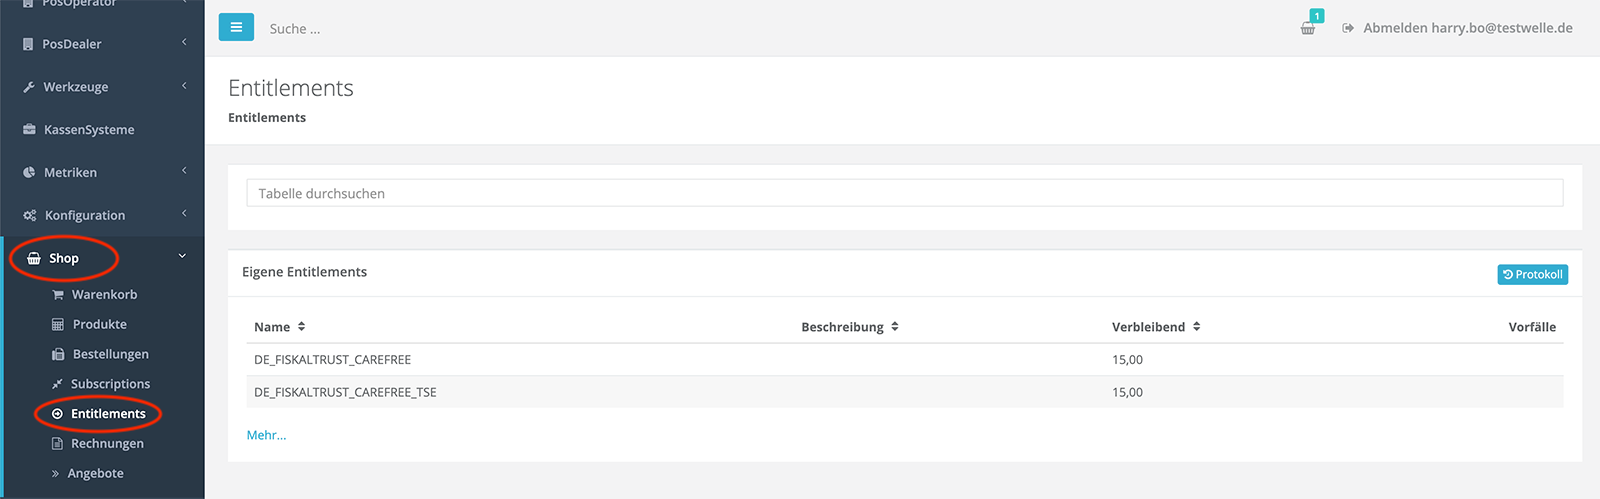 PosOperator
PosDealer
Werkzeuge
KassenSysteme
Metriken
Konfiguration
Shop
Warenkorb
Produkte
Bestellungen
Subscriptions
Entitlements
Rechnungen
Angebote
Suche ...
1
Abmelden harry.bo@testwelle.de
Entitlements
Entitlements
Tabelle durchsuchen
Eigene Entitlements
Protokoll
Name Beschreibung Verbleibend Vorfälle
DE_FISKALTRUST_CAREFREE 15,00
DE_FISKALTRUST_CAREFREE_TSE 15,00
Mehr...